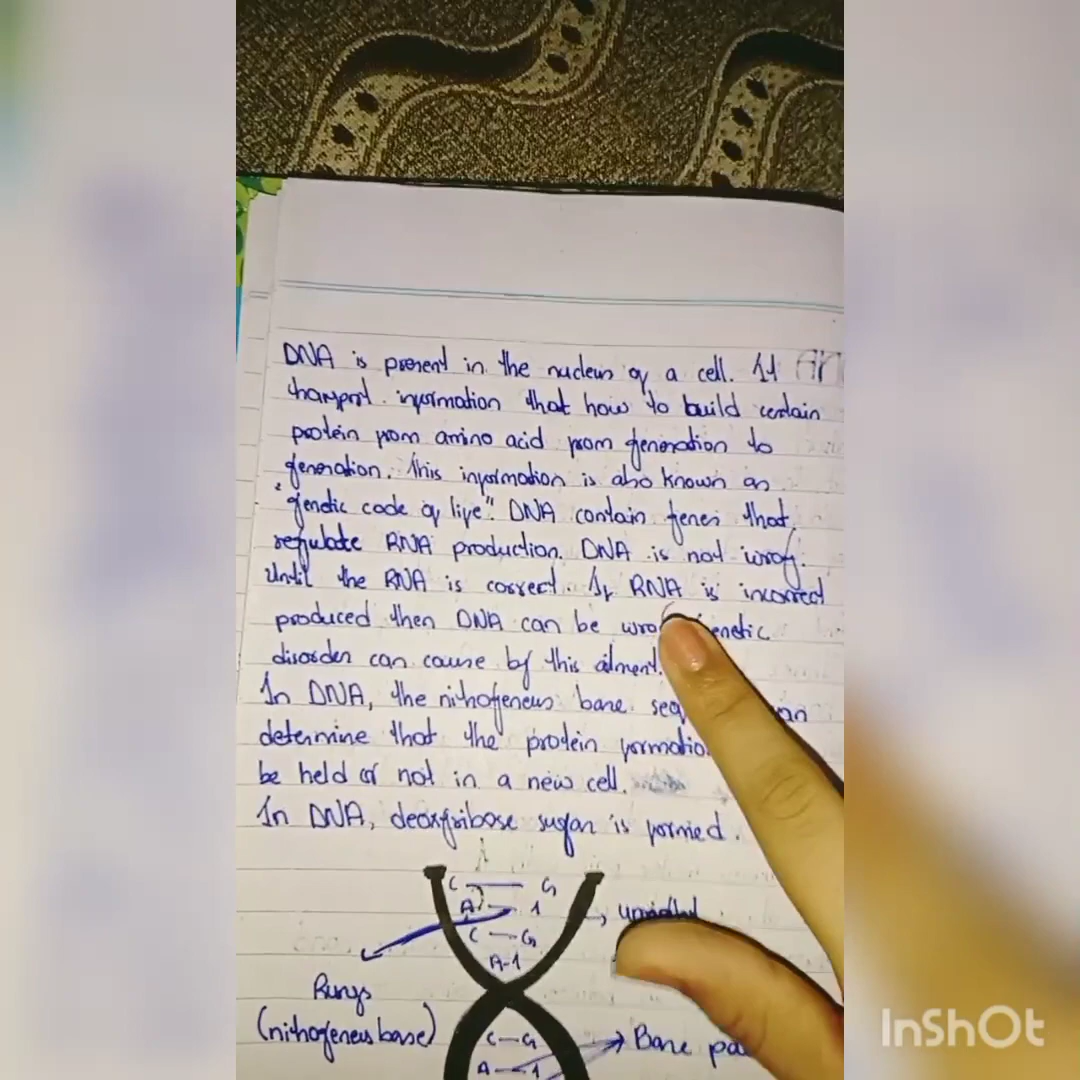 DNA is present in the nucleus of a cell. It
transport information that how to build certain
protein from amino acid from generation to
generation. This information is also known as
"genetic code of life". DNA contain genes that
regulate RNA production. DNA is not wrong.
Until the RNA is correct. If RNA is incorrect
produced then DNA can be
disorder can cause by this ailment.
In DNA, the nitrogeneus base
determine that the protein
be held or not in a new cell.
In DNA, deoxyribose sugar is formed.
C G
A T
C G
A-T
Rungs
(nitrogeneus base)
C-G
A T
Base
InShOt